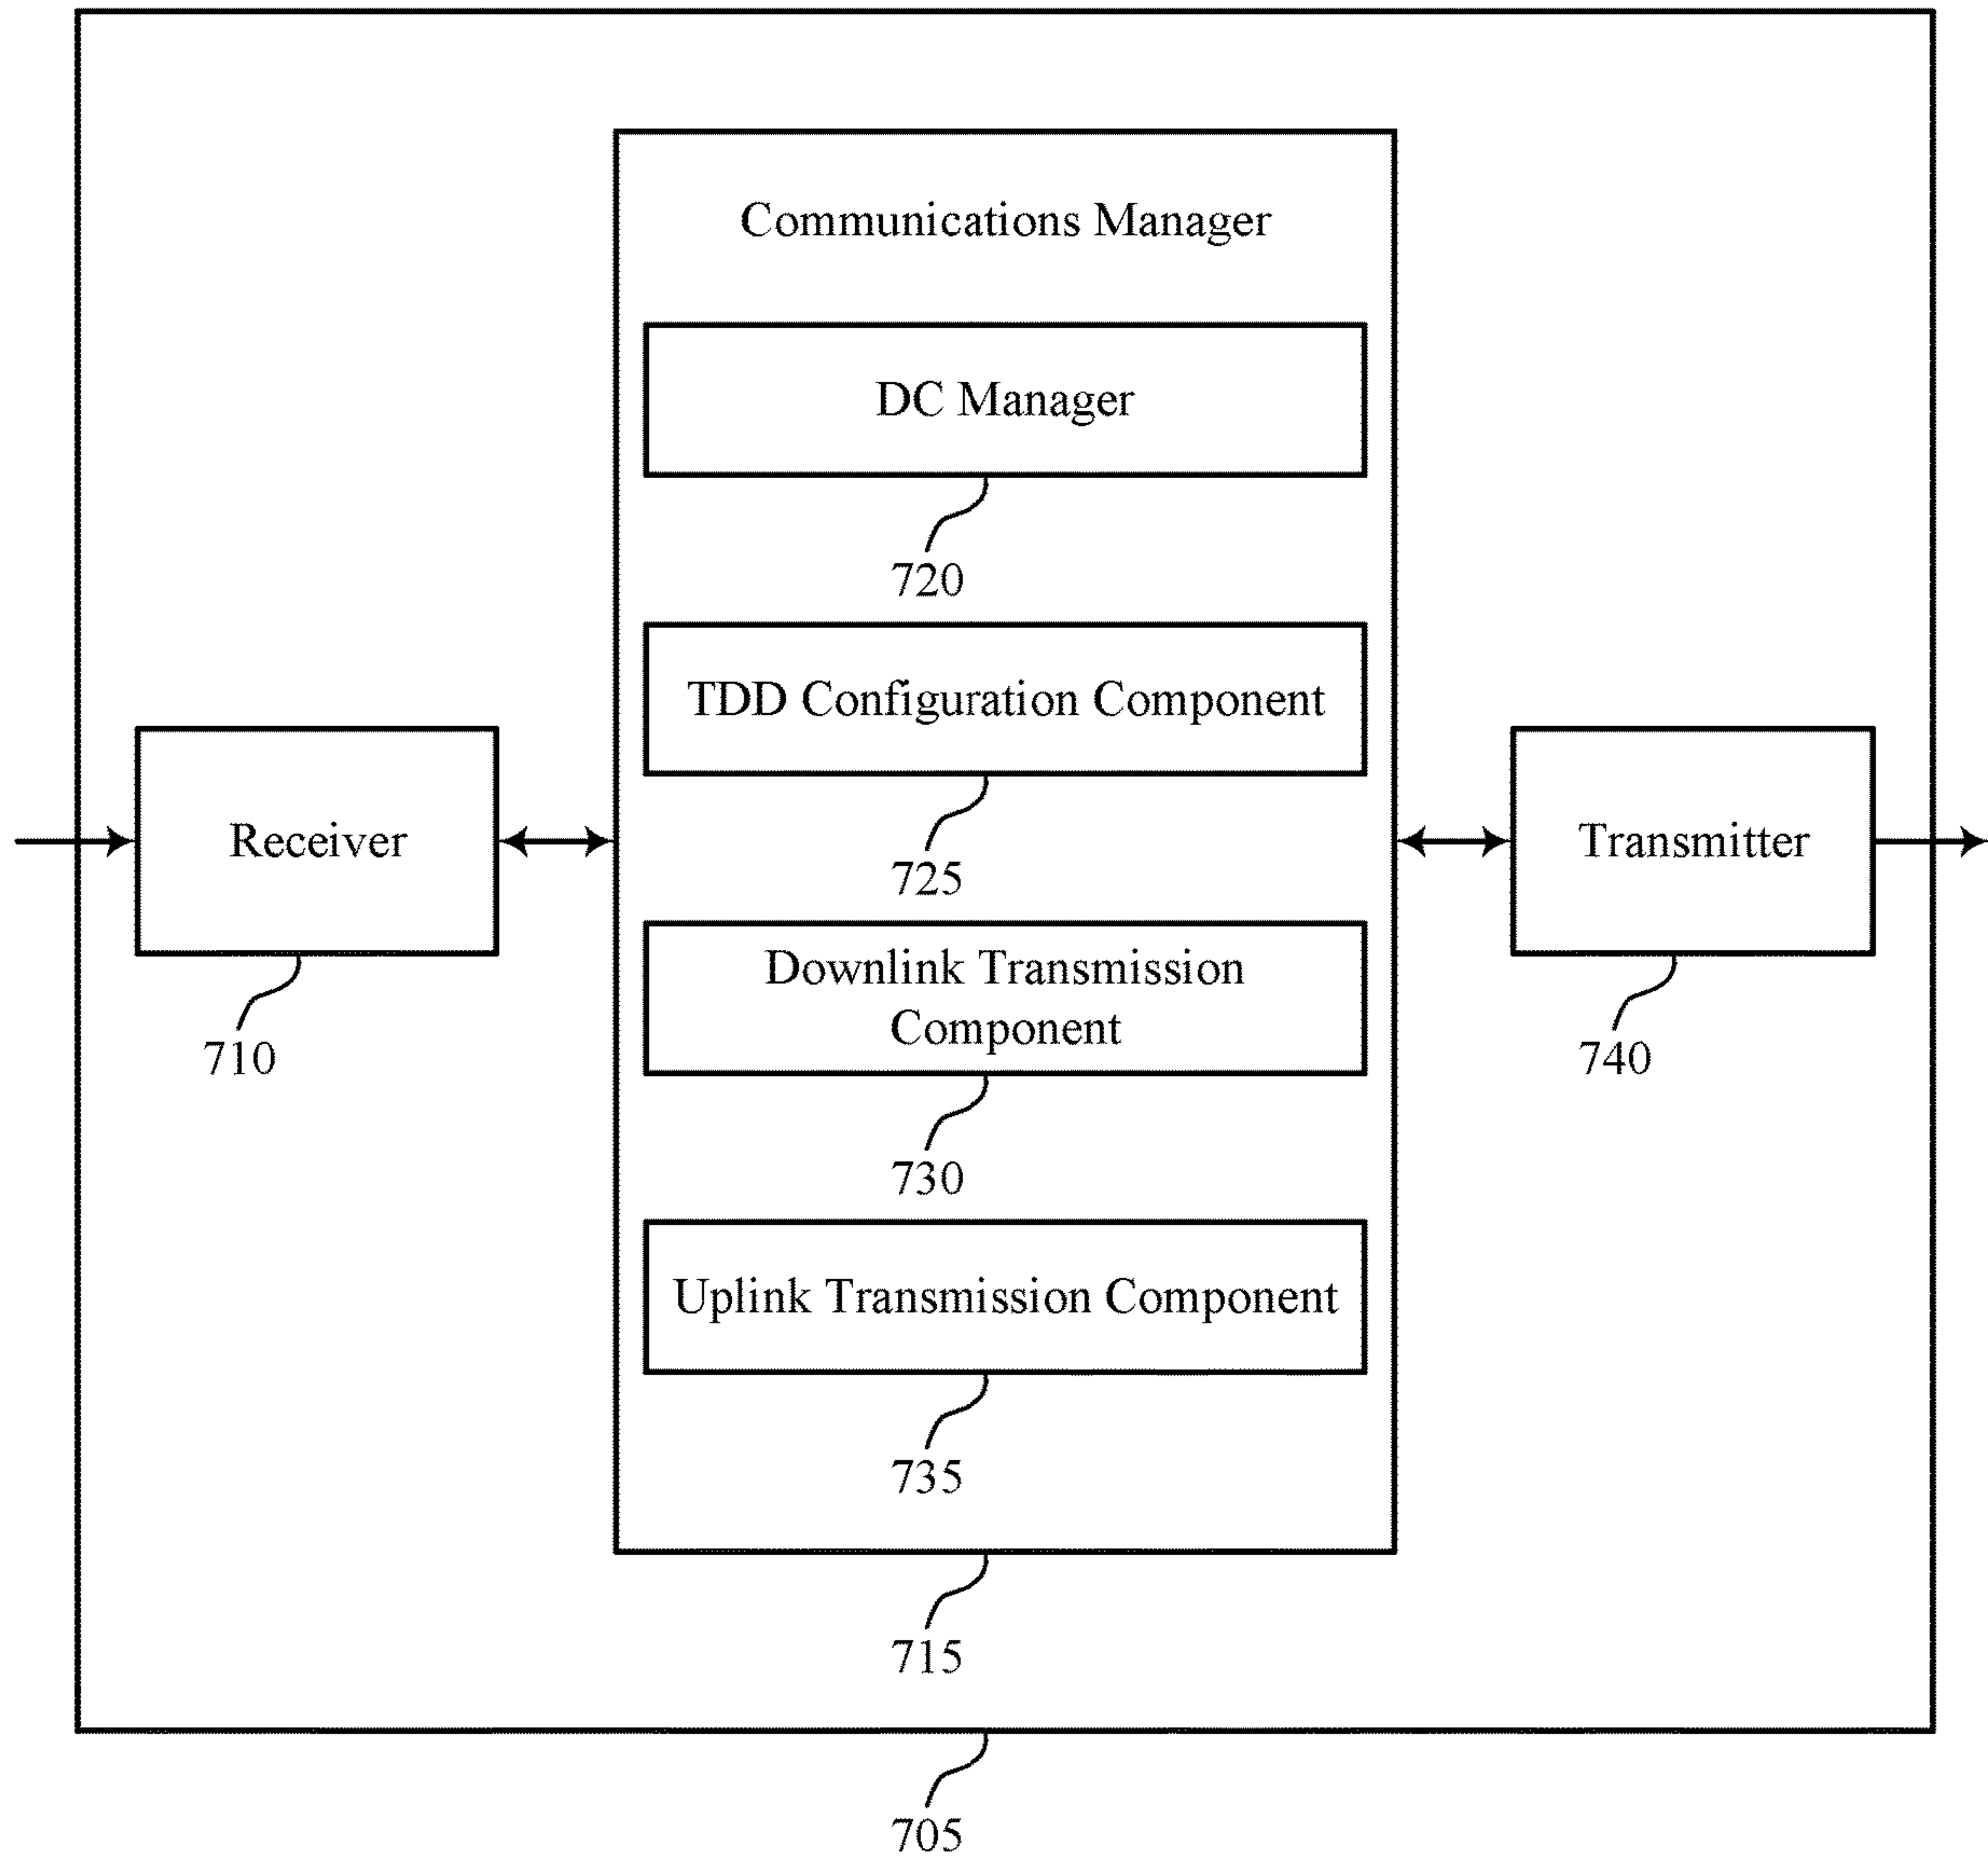 Communications Manager
DC Manager
720
TDD Configuration Component
725
Receiver
710
Downlink Transmission
Component
730
Transmitter
740
Uplink Transmission Component
735
715
705